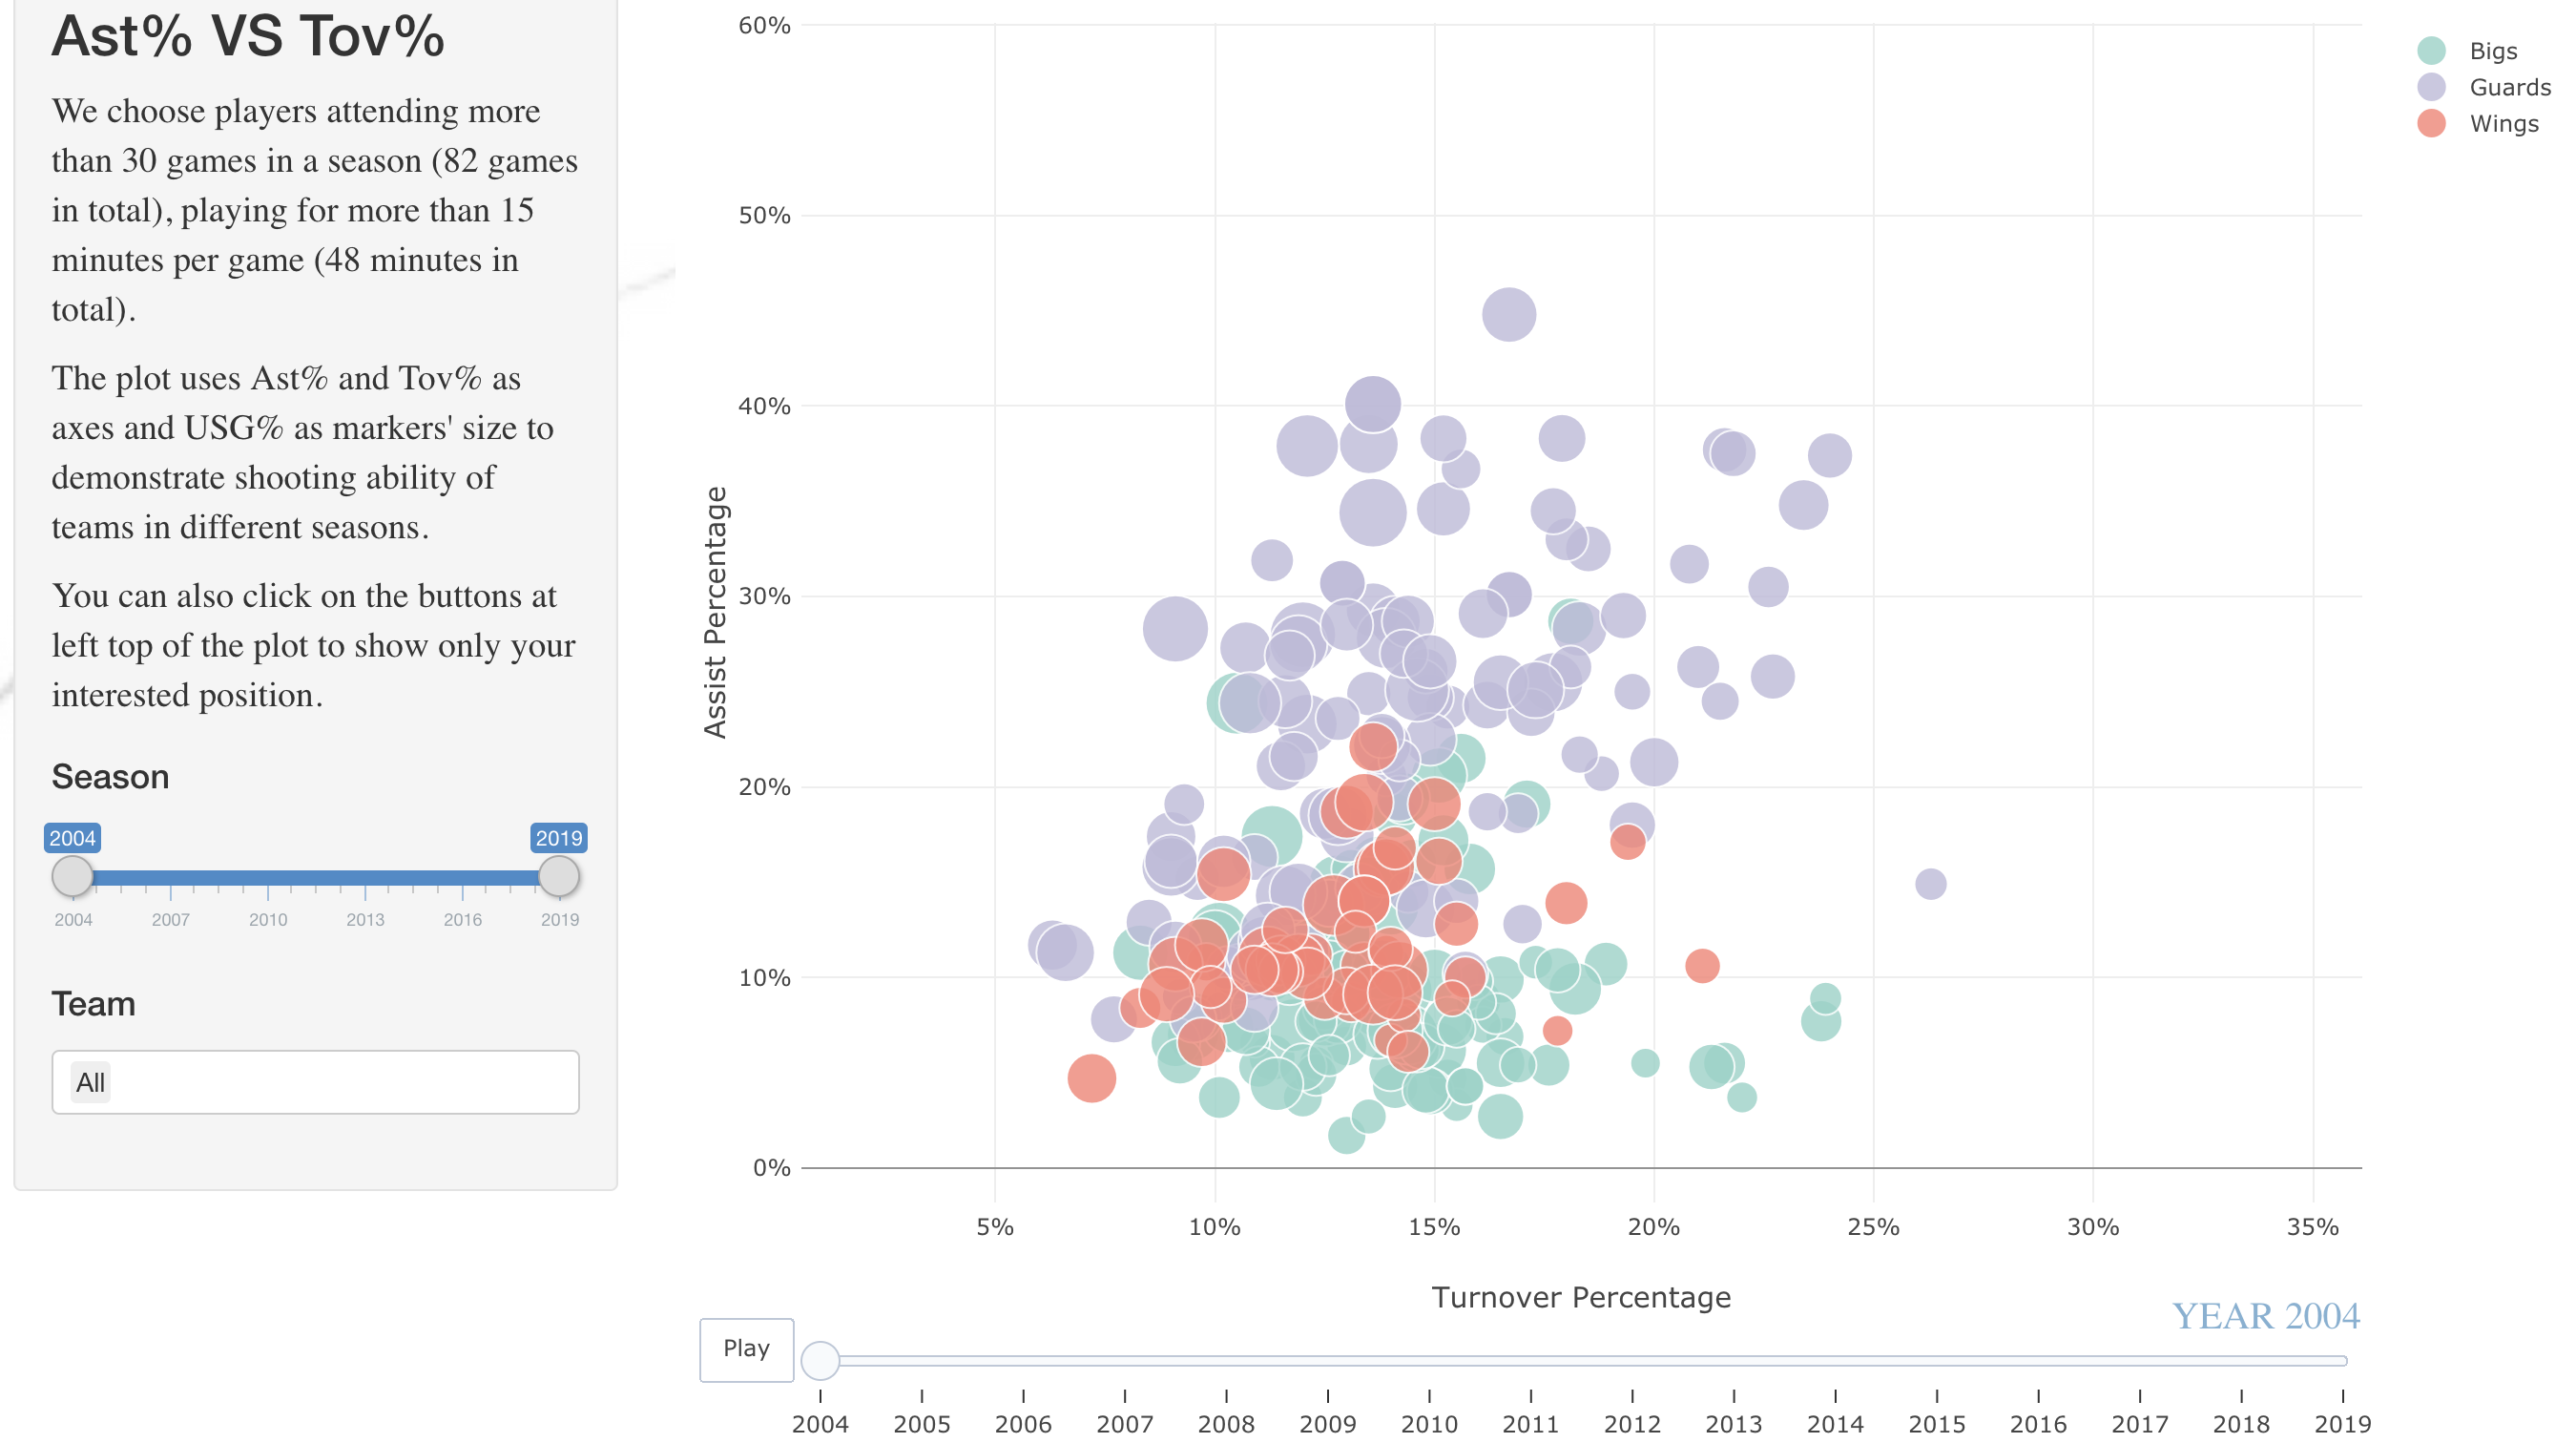 Ast% VS Tov%
We choose players attending more
than 30 games in a season (82 games
in total), playing for more than 15
minutes per game (48 minutes in
total).
The plot uses Ast% and Tov% as
axes and USG% as markers' size to
demonstrate shooting ability of
teams in different seasons.
You can also click on the buttons at
left top of the plot to show only your
interested position.
Season
2004 2019
2004 2007 2010 2013 2016 2019
Team
All
60%
50%
40%
30%
20%
10%
0%
Assist Percentage
5% 10% 15% 20% 25% 30% 35%
Turnover Percentage
Bigs
Guards
Wings
YEAR 2004
Play
2004 2005 2006 2007 2008 2009 2010 2011 2012 2013 2014 2015 2016 2017 2018 2019